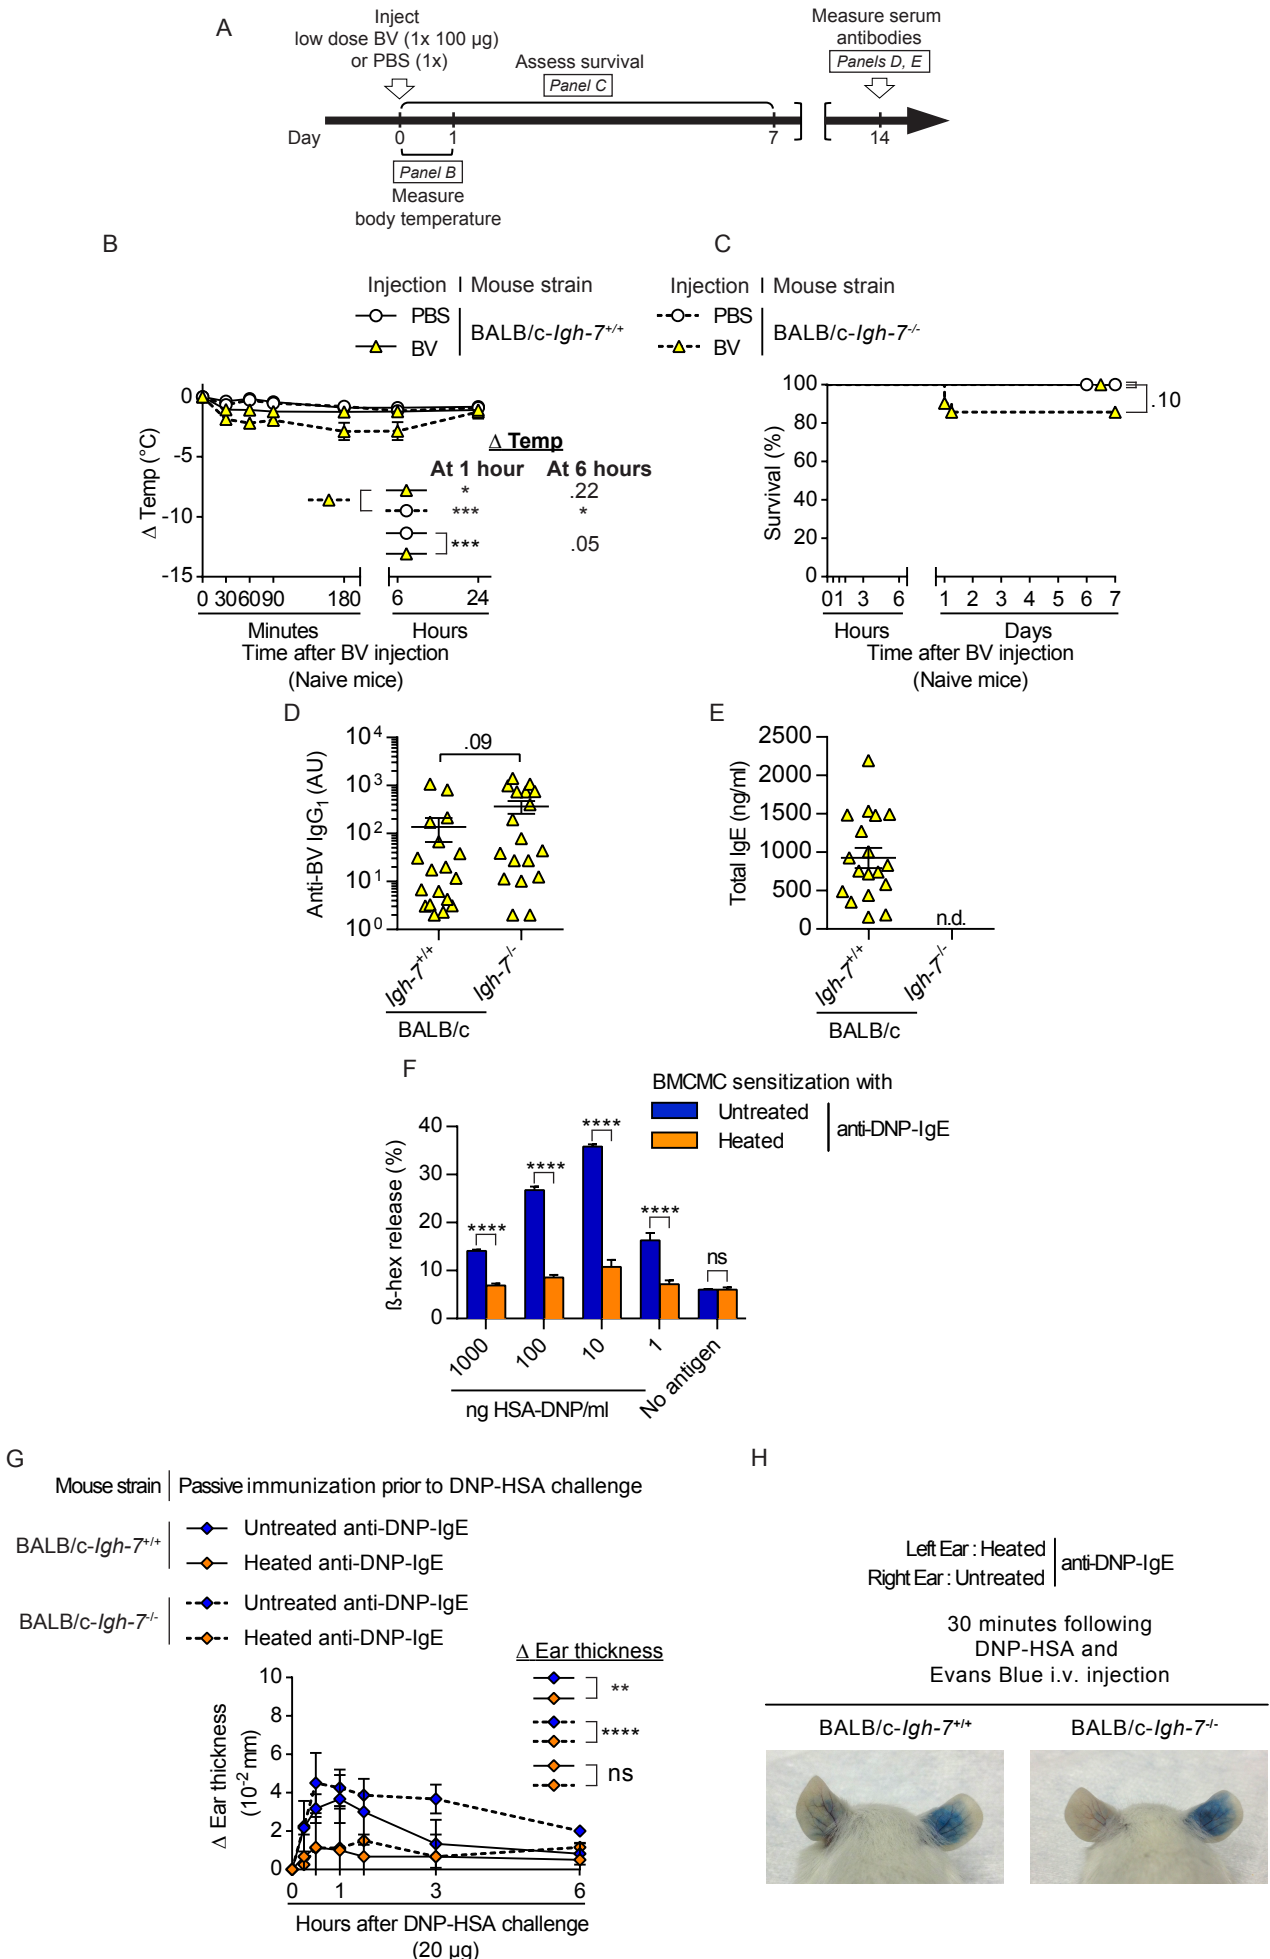 A
Inject
low dose BV (1x 100 µg)
or PBS (1x)
Assess survival
Panel C
Measure serum
antibodies
Panels D, E
Day
0
1
7
14
Panel B
Measure
body temperature
B
C
Injection | Mouse strain
PBS
BV
BALB/c-Igh-7+/+
Injection | Mouse strain
PBS
BV
BALB/c-Igh-7-/-
Δ Temp (°C)
0
-5
-10
-15
Δ Temp
At 1 hour At 6 hours
* .22
*** *
*** .05
0 30 60 90 180 6 24
Minutes Hours
Time after BV injection
(Naive mice)
Survival (%)
100
80
60
40
20
0
.10
0 1 3 6 1 2 3 4 5 6 7
Hours Days
Time after BV injection
(Naive mice)
D
Anti-BV IgG1 (AU)
10^4
10^3
10^2
10^1
10^0
.09
Igh-7+/+ Igh-7-/-
BALB/c
E
Total IgE (ng/ml)
2500
2000
1500
1000
500
0
n.d.
Igh-7+/+ Igh-7-/-
BALB/c
F
BMCMC sensitization with
Untreated
Heated
anti-DNP-IgE
ß-hex release (%)
40
30
20
10
0
**** **** **** **** ns
1000 100 10 1 No antigen
ng HSA-DNP/ml
G
Mouse strain | Passive immunization prior to DNP-HSA challenge
BALB/c-Igh-7+/+
Untreated anti-DNP-IgE
Heated anti-DNP-IgE
BALB/c-Igh-7-/-
Untreated anti-DNP-IgE
Heated anti-DNP-IgE
Δ Ear thickness
**
****
ns
Δ Ear thickness
(10-2 mm)
10
8
6
4
2
0
0 1 3 6
Hours after DNP-HSA challenge
(20 µg)
H
Left Ear : Heated
Right Ear : Untreated
anti-DNP-IgE
30 minutes following
DNP-HSA and
Evans Blue i.v. injection
BALB/c-Igh-7+/+ BALB/c-Igh-7-/-